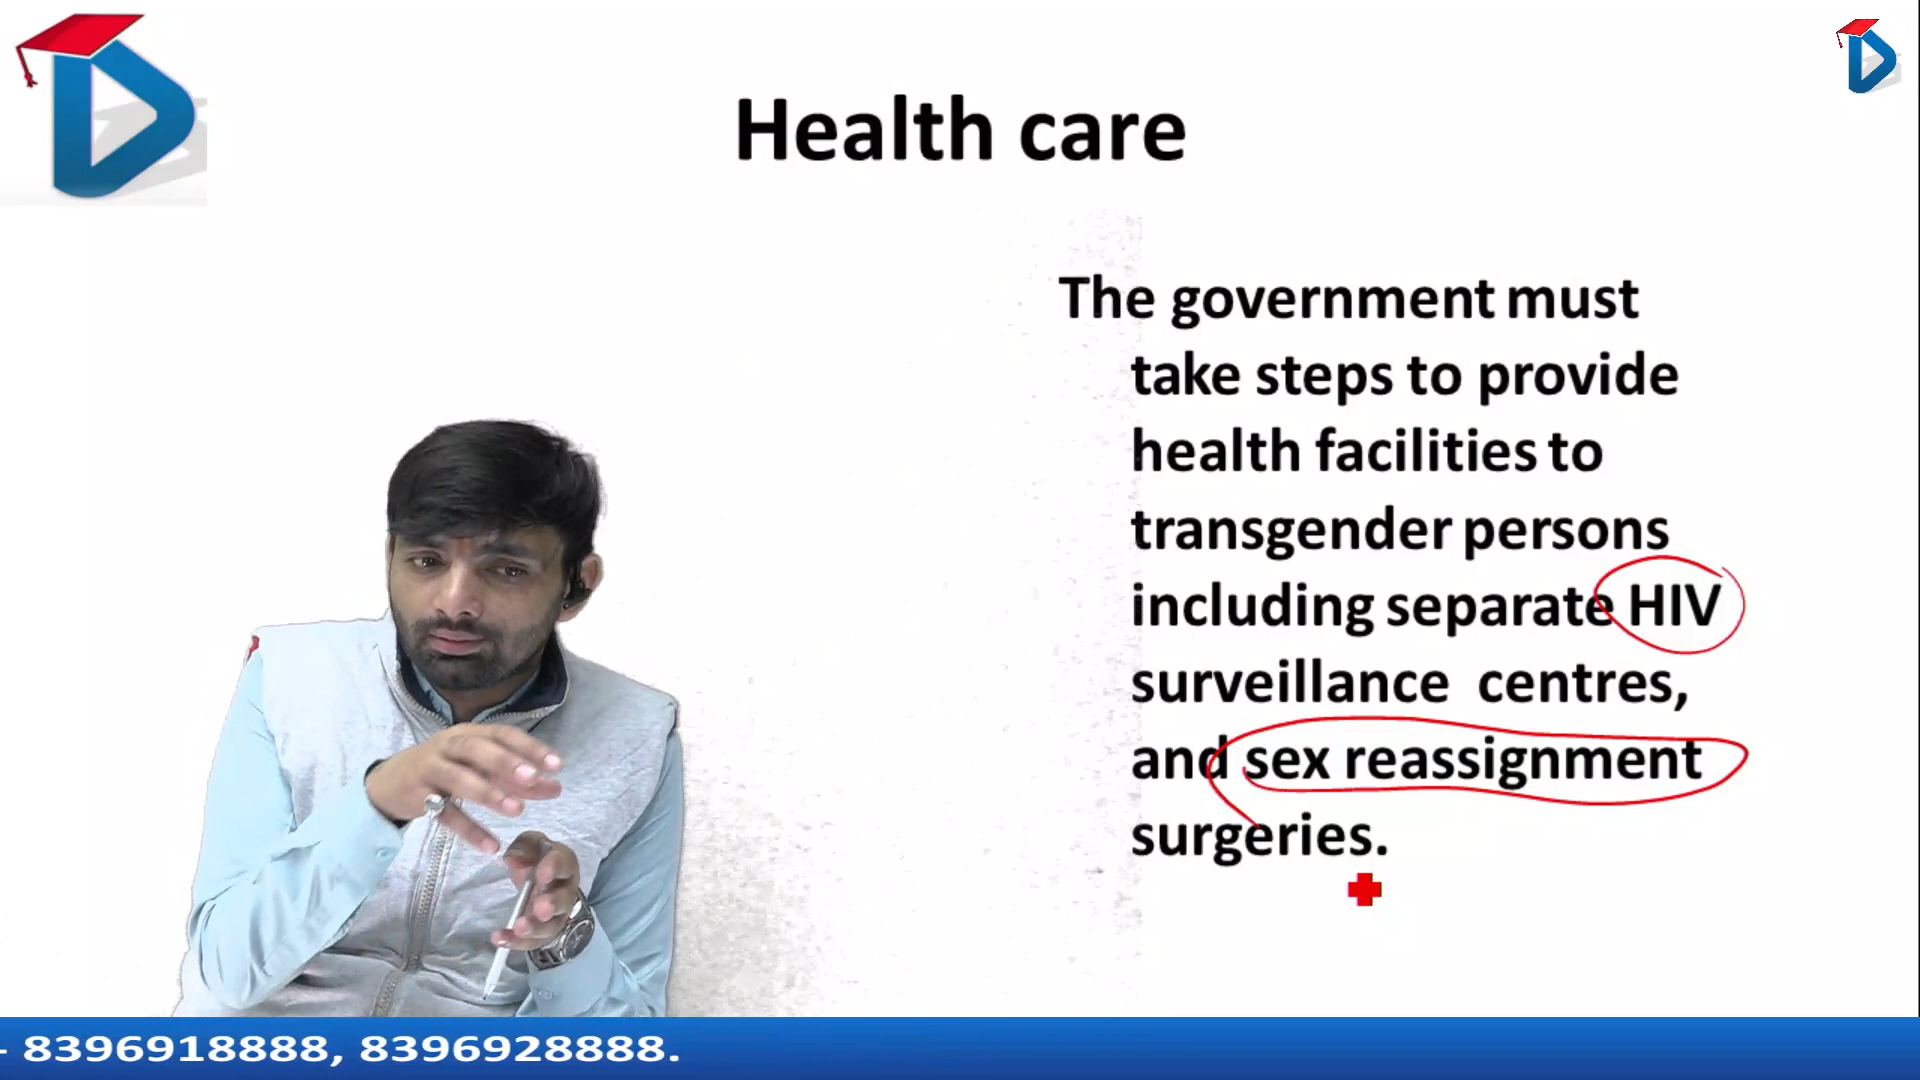 Health care
The government must
take steps to provide
health facilities to
transgender persons
including separate HIV
surveillance centres,
and sex reassignment
surgeries.
- 8396918888, 8396928888.